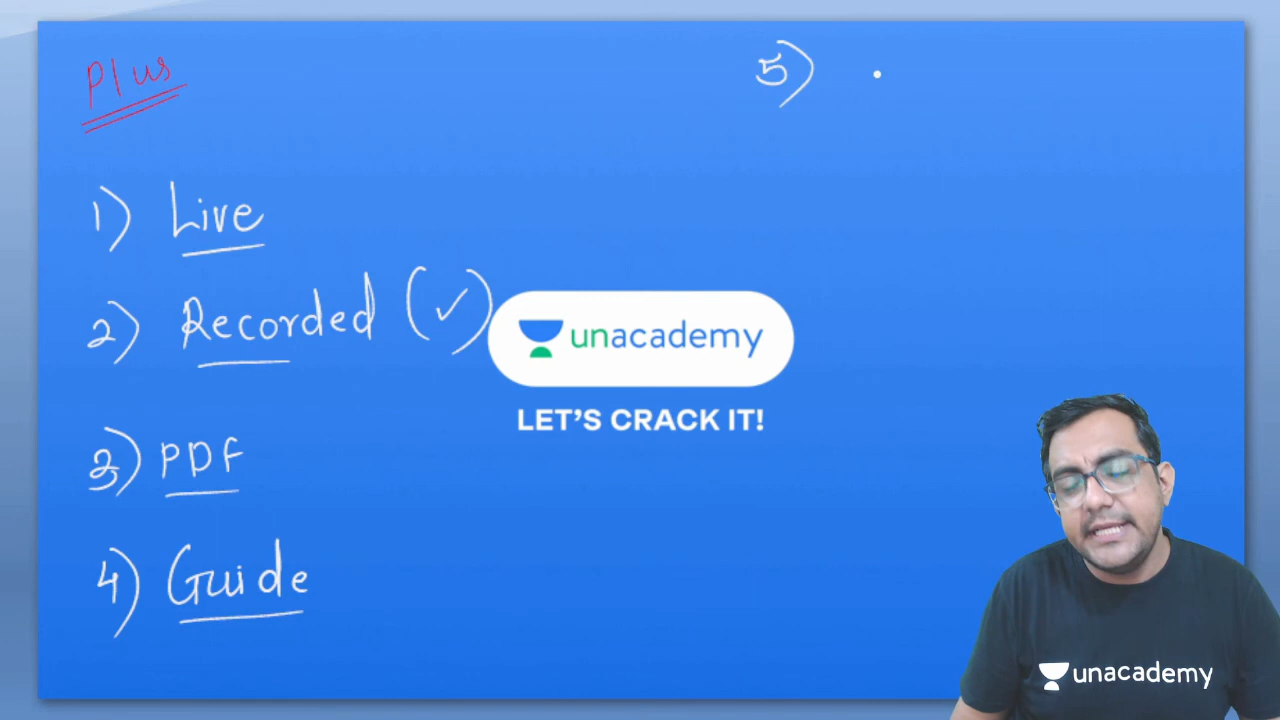 Plus
1) Live
2) Recorded (✓)
3) PDF
4) Guide
5)
unacademy
LET'S CRACK IT!
unacademy